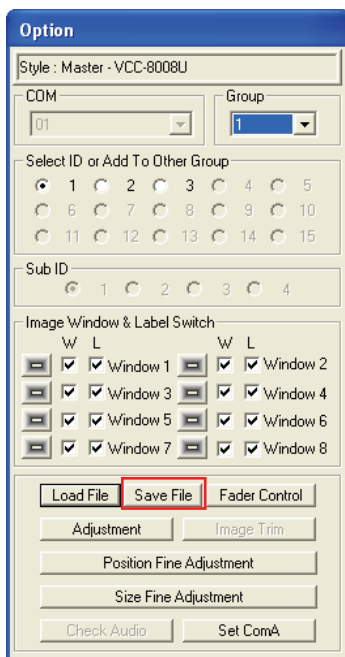 Option
Style : Master - VCC-8008U
COM
Group
01
1
Select ID or Add To Other Group
1 2 3 4 5
6 7 8 9 10
11 12 13 14 15
Sub ID
1 2 3 4
Image Window & Label Switch
W L W L
Window 1 Window 2
Window 3 Window 4
Window 5 Window 6
Window 7 Window 8
Load File Save File Fader Control
Adjustment Image Trim
Position Fine Adjustment
Size Fine Adjustment
Check Audio Set ComA